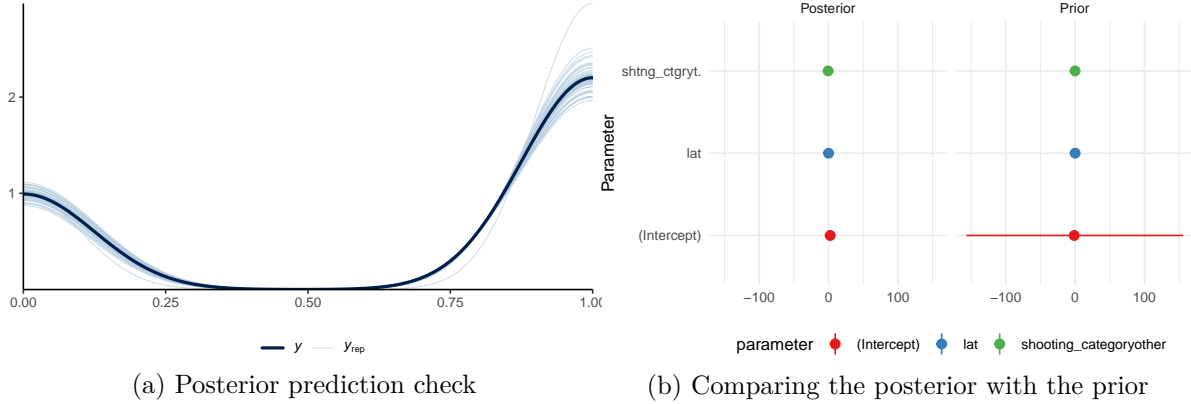 2
1
0.00 0.25 0.50 0.75 1.00
y yrep
(a) Posterior prediction check
Posterior Prior
Parameter
shtng_ctgryt.
lat
(Intercept)
−100 0 100 −100 0 100
parameter (Intercept) lat shooting_categoryother
(b) Comparing the posterior with the prior